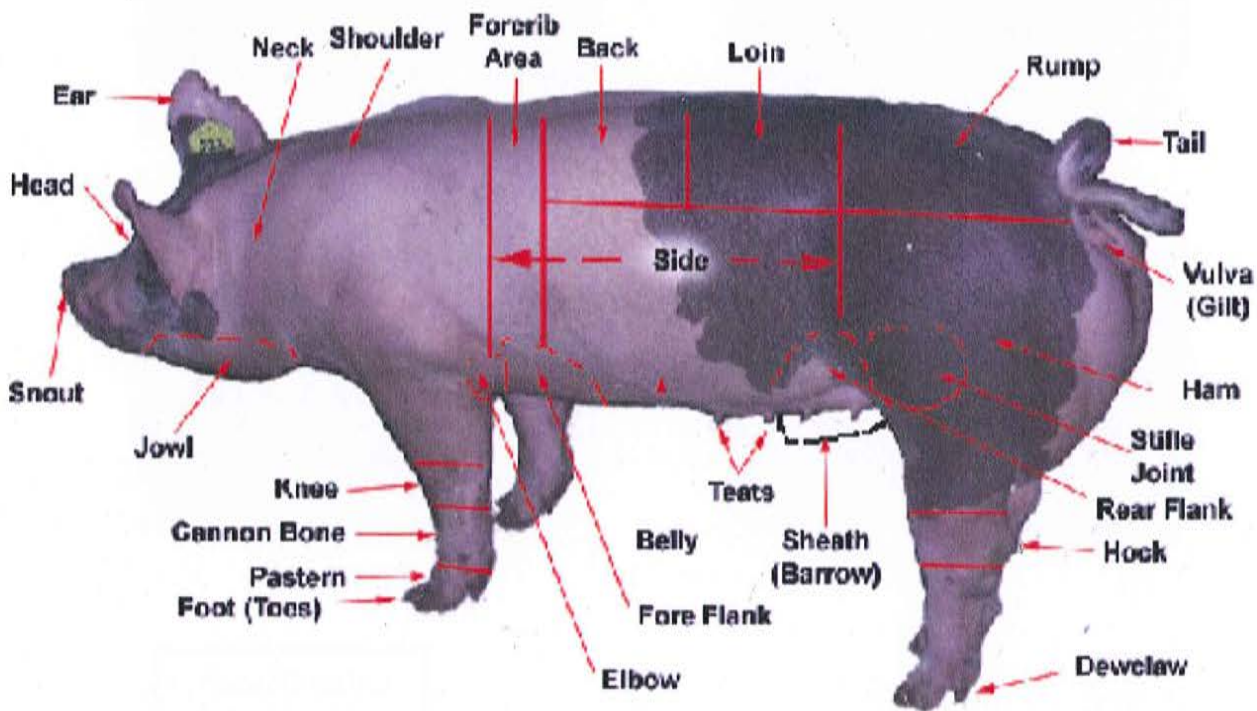 Forerib
Area
Neck
Shoulder
Back
Loin
Rump
Ear
Tail
Head
Side
Vulva
(Gilt)
Snout
Ham
Jowl
Stifle
Joint
Knee
Teats
Rear Flank
Cannon Bone
Belly
Sheath
(Barrow)
Hock
Pastern
Foot (Toes)
Fore Flank
Elbow
Dewclaw